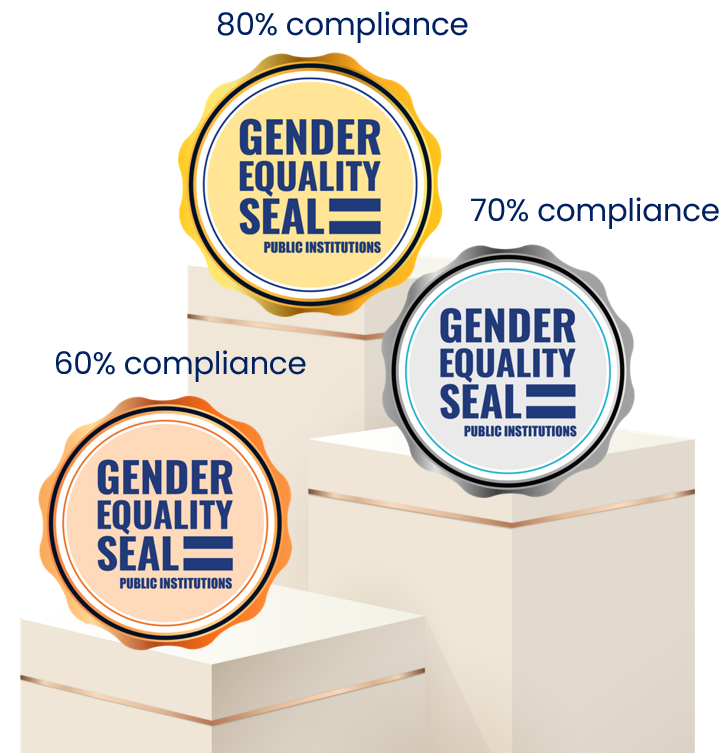 80% compliance
GENDER
EQUALITY
SEAL
PUBLIC INSTITUTIONS
70% compliance
GENDER
EQUALITY
SEAL
PUBLIC INSTITUTIONS
60% compliance
GENDER
EQUALITY
SEAL
PUBLIC INSTITUTIONS